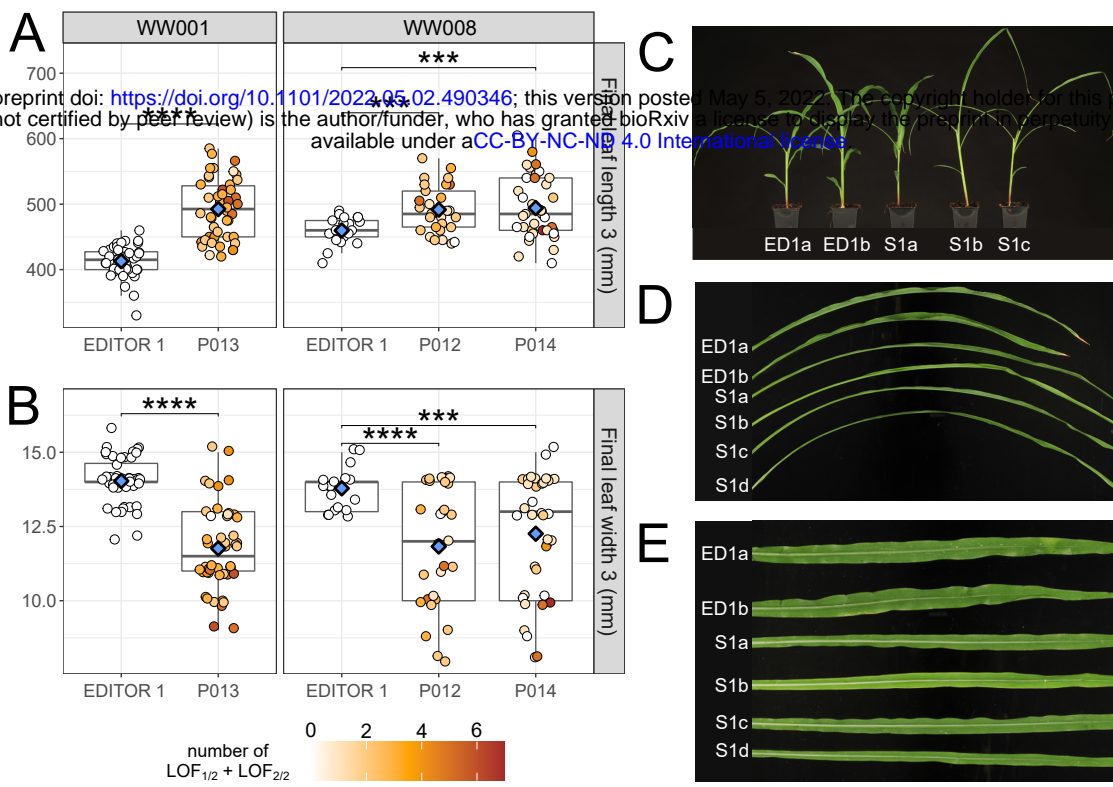 A
WW001
WW008
C
***
preprint doi: https://doi.org/10.1101/2022.05.02.490346; this version posted May 5, 2022. The copyright holder for this
not certified by peer review) is the author/funder, who has granted bioRxiv a license to display the preprint in perpetuity.
available under aCC-BY-NC-ND 4.0 International license.
****
***
700
600
500
400
Final leaf length 3 (mm)
EDITOR 1
P013
EDITOR 1
P012
P014
ED1a
ED1b
S1a
S1b
S1c
D
ED1a
ED1b
S1a
S1b
S1c
S1d
B
****
***
****
15.0
12.5
10.0
Final leaf width 3 (mm)
EDITOR 1
P013
EDITOR 1
P012
P014
E
ED1a
ED1b
S1a
S1b
S1c
S1d
0 2 4 6
number of
LOF1/2 + LOF2/2